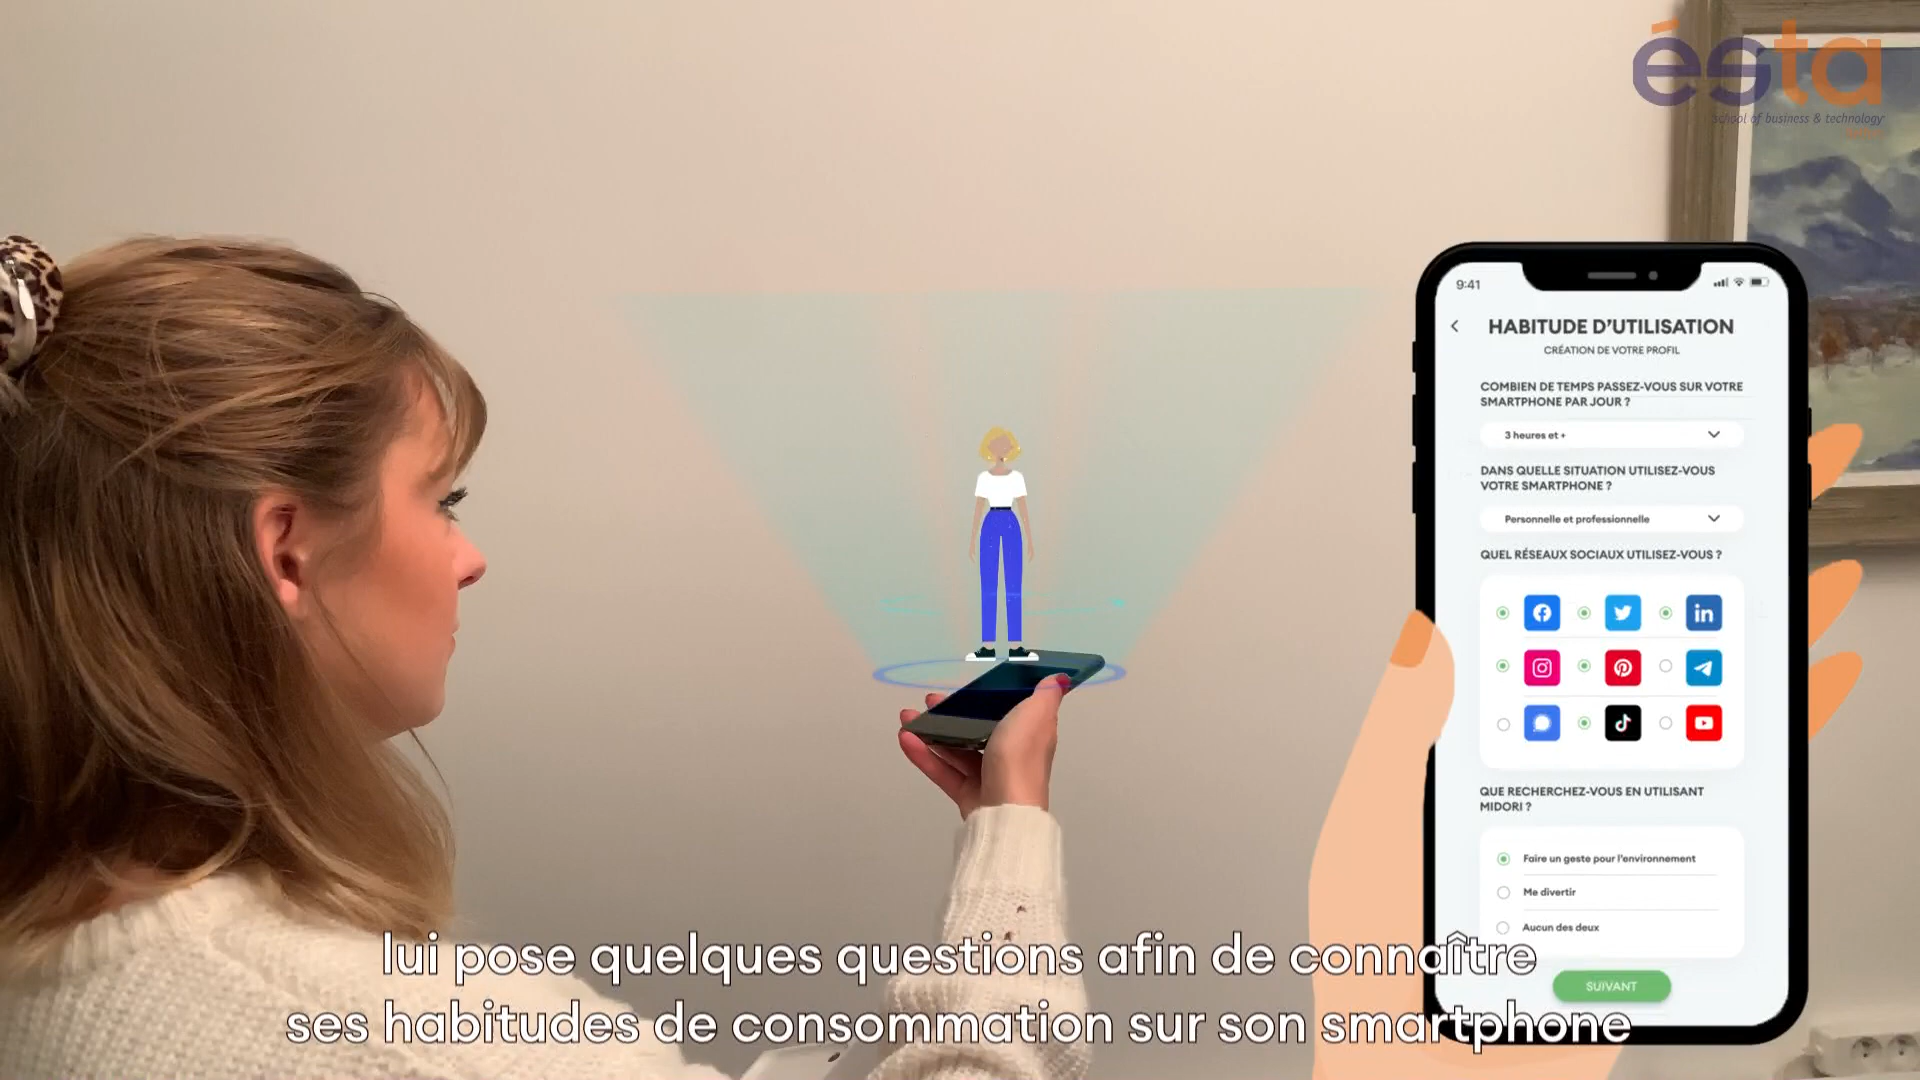 ésta
school of business & technology
9:41
HABITUDE D'UTILISATION
CRÉATION DE VOTRE PROFIL
COMBIEN DE TEMPS PASSEZ-VOUS SUR VOTRE
SMARTPHONE PAR JOUR ?
3 heures et +
DANS QUELLE SITUATION UTILISEZ-VOUS
VOTRE SMARTPHONE ?
Personnelle et professionnelle
QUEL RÉSEAUX SOCIAUX UTILISEZ-VOUS ?
in
QUE RECHERCHEZ-VOUS EN UTILISANT
MIDORI ?
Faire un geste pour l'environnement
Me divertir
Aucun des deux
SUIVANT
lui pose quelques questions afin de connaître
ses habitudes de consommation sur son smartphone